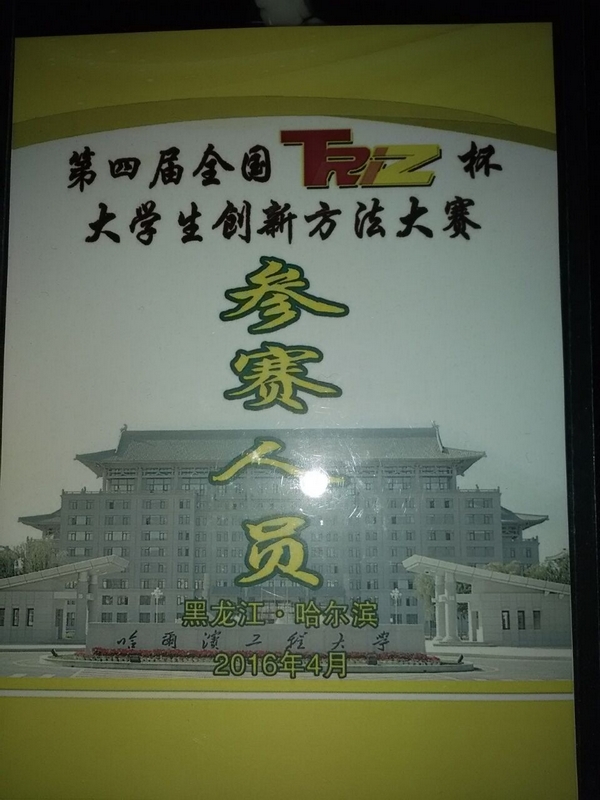 第四届全国TRIZ杯
大学生创新方法大赛
参赛人员
黑龙江·哈尔滨
哈尔滨工程大学
2016年4月